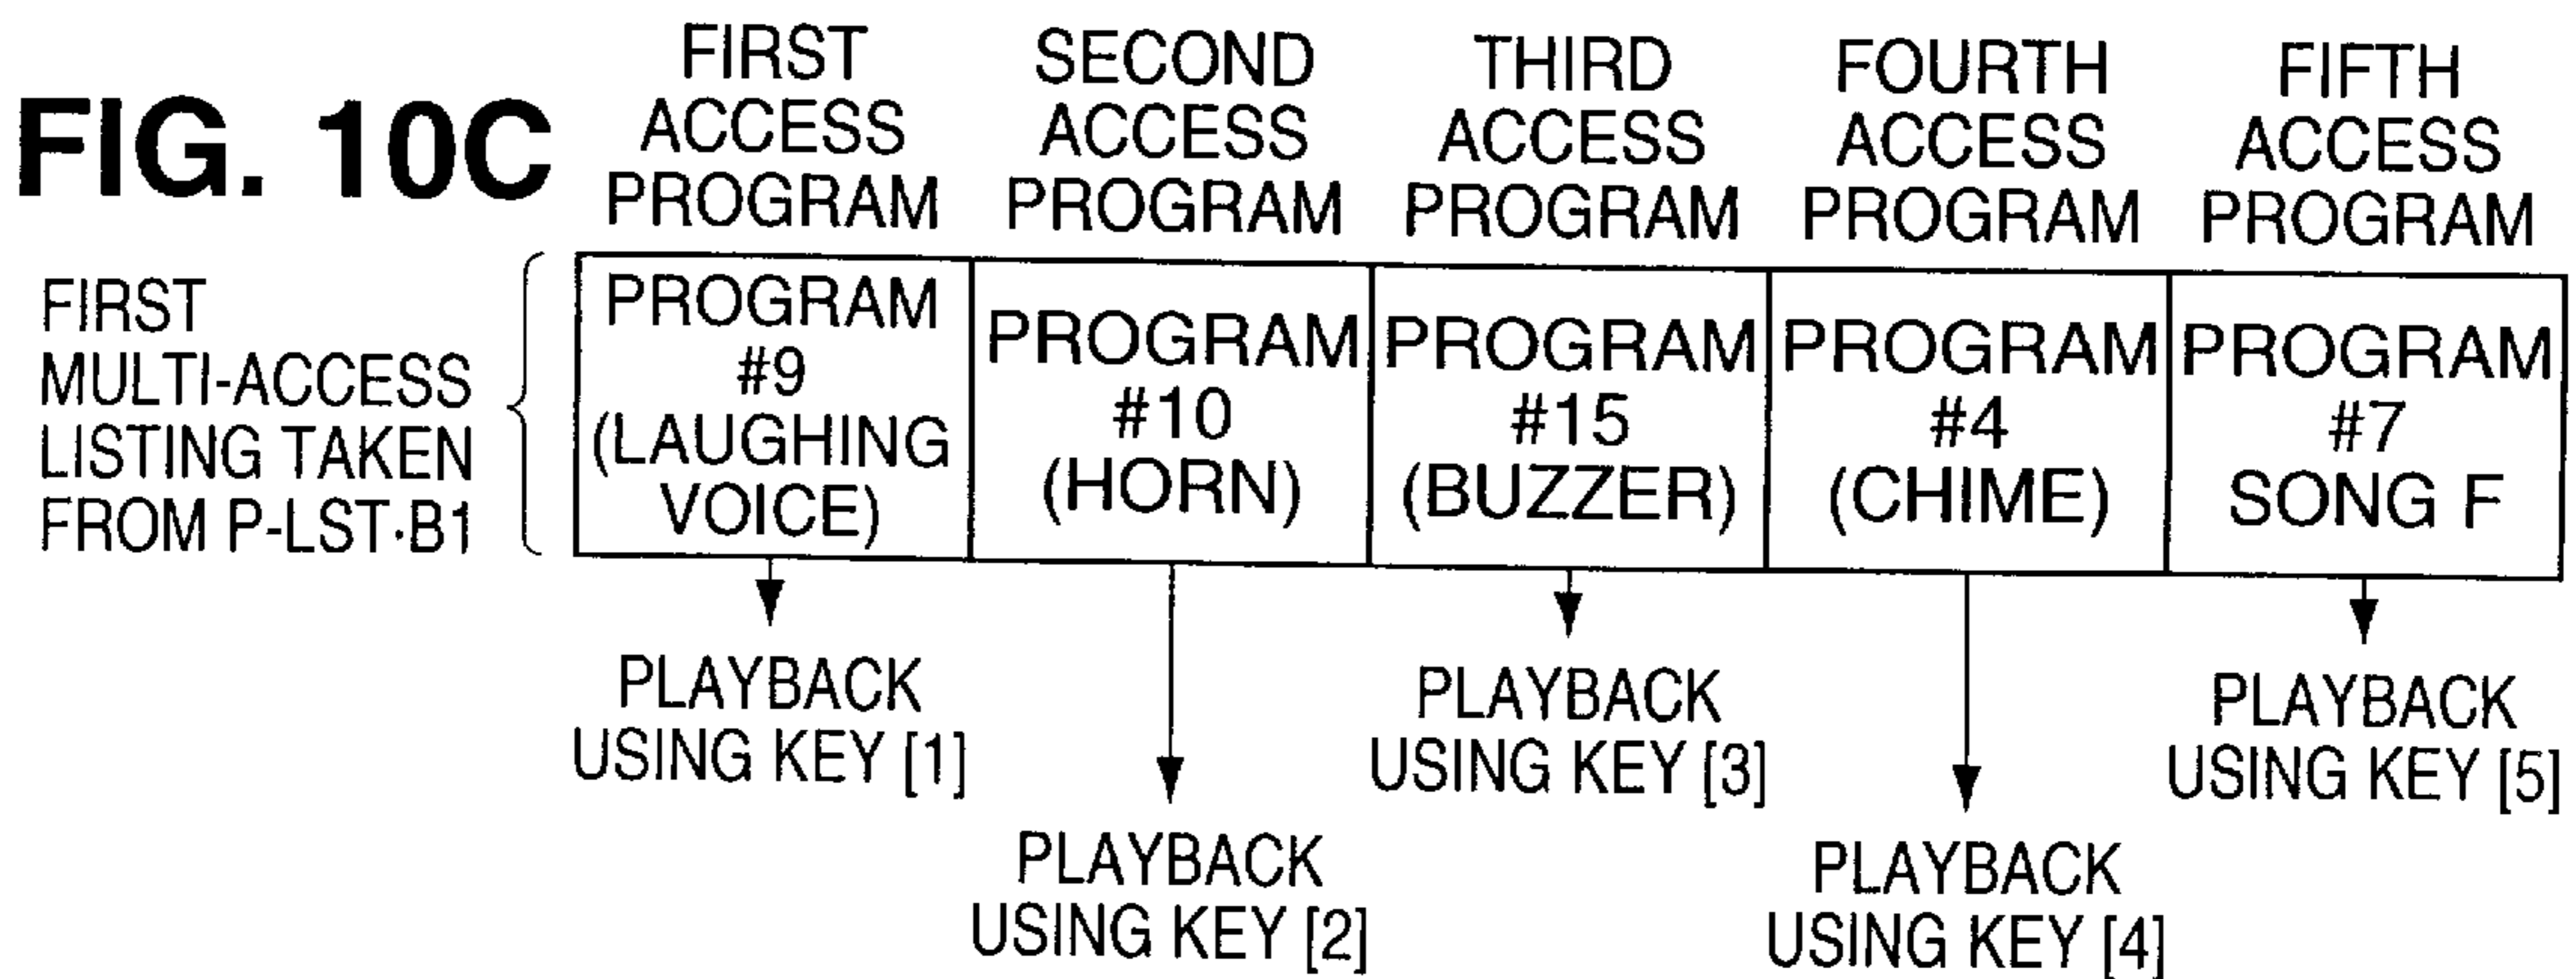 FIG. 10C
FIRST
ACCESS
PROGRAM
SECOND
ACCESS
PROGRAM
THIRD
ACCESS
PROGRAM
FOURTH
ACCESS
PROGRAM
FIFTH
ACCESS
PROGRAM
FIRST
MULTI-ACCESS
LISTING TAKEN
FROM P-LST·B1
PROGRAM
#9
(LAUGHING
VOICE)
PROGRAM
#10
(HORN)
PROGRAM
#15
(BUZZER)
PROGRAM
#4
(CHIME)
PROGRAM
#7
SONG F
PLAYBACK
USING KEY [1]
PLAYBACK
USING KEY [2]
PLAYBACK
USING KEY [3]
PLAYBACK
USING KEY [4]
PLAYBACK
USING KEY [5]